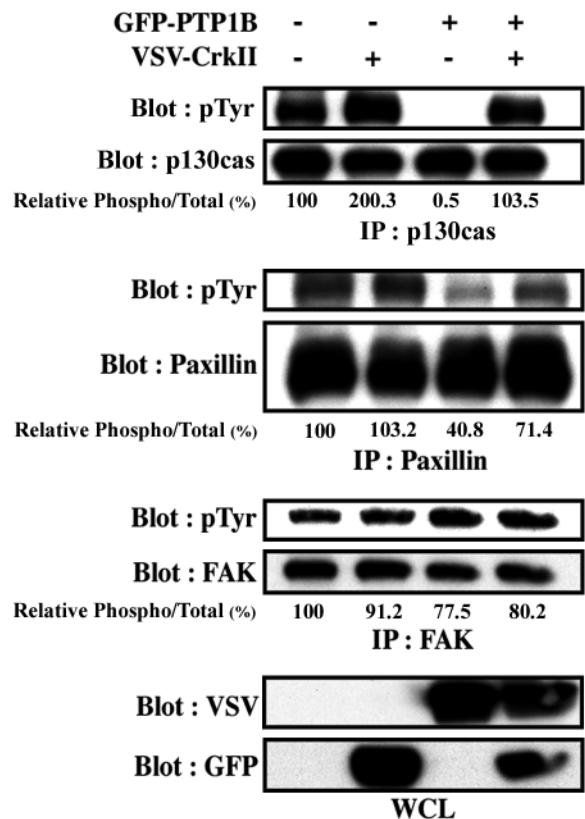 GFP-PTP1B - - + +
VSV-CrkII - + - +
Blot : pTyr
Blot : p130cas
Relative Phospho/Total (%) 100 200.3 0.5 103.5
IP : p130cas
Blot : pTyr
Blot : Paxillin
Relative Phospho/Total (%) 100 103.2 40.8 71.4
IP : Paxillin
Blot : pTyr
Blot : FAK
Relative Phospho/Total (%) 100 91.2 77.5 80.2
IP : FAK
Blot : VSV
Blot : GFP
WCL